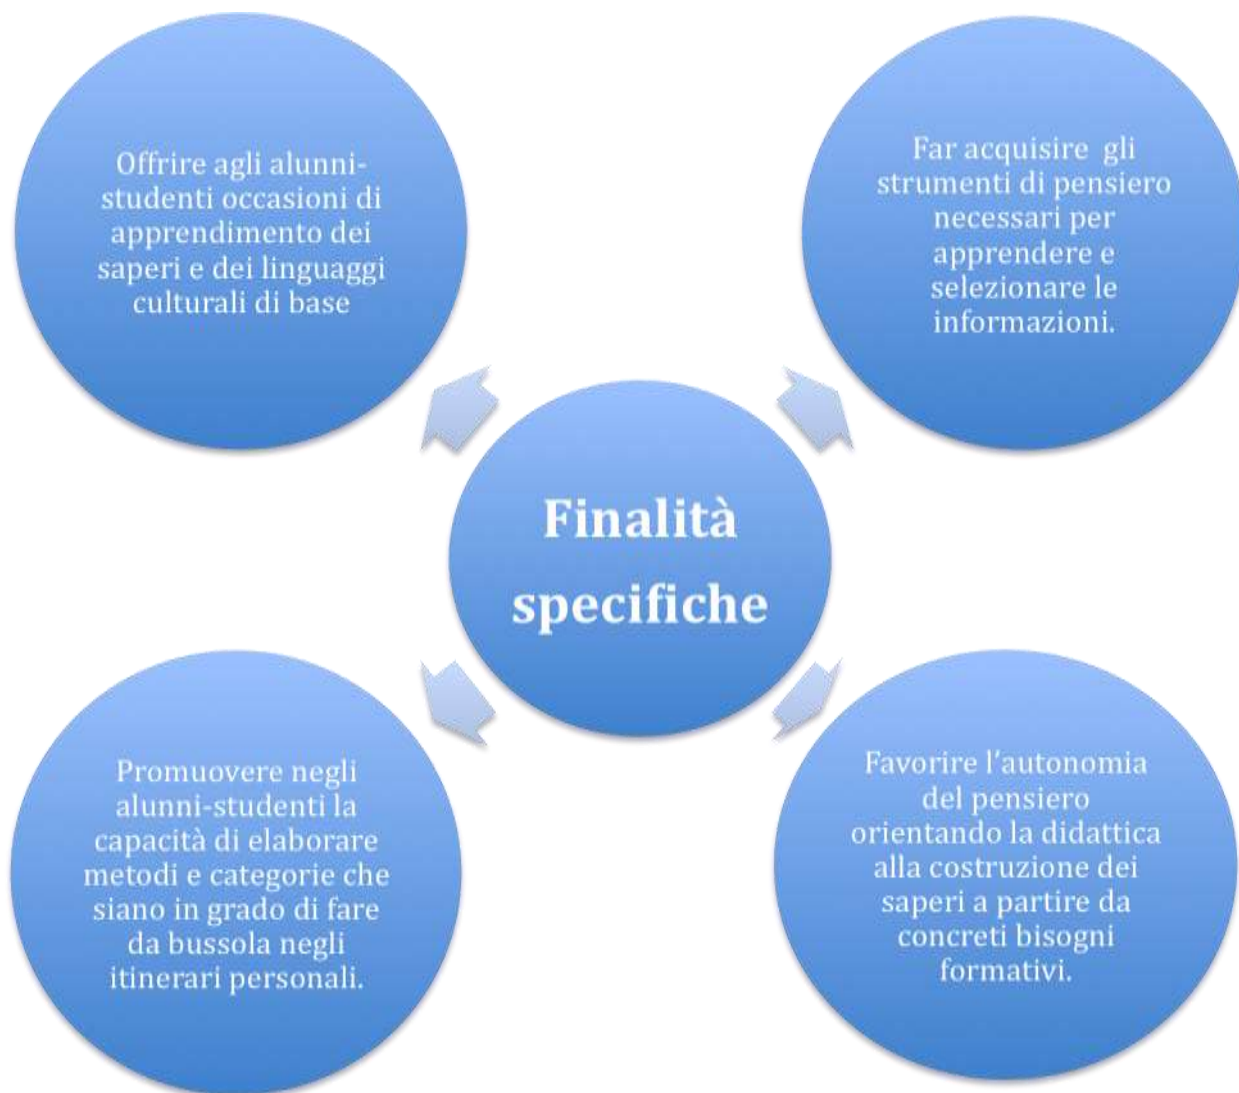 Offrire agli alunni-
studenti occasioni di
apprendimento dei
saperi e dei linguaggi
culturali di base
Far acquisire  gli
strumenti di pensiero
necessari per
apprendere e
selezionare le
informazioni.
Finalità
specifiche
Promuovere negli
alunni-studenti la
capacità di elaborare
metodi e categorie che
siano in grado di fare
da bussola negli
itinerari personali.
Favorire l’autonomia
del pensiero
orientando la didattica
alla costruzione dei
saperi a partire da
concreti bisogni
formativi.